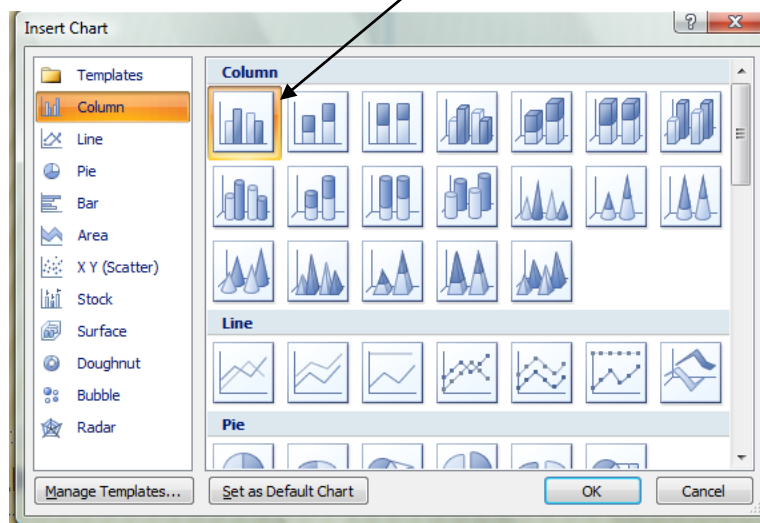 Insert Chart
Templates
Column
Line
Pie
Bar
Area
X Y (Scatter)
Stock
Surface
Doughnut
Bubble
Radar
Column
Line
Pie
Manage Templates...
Set as Default Chart
OK
Cancel